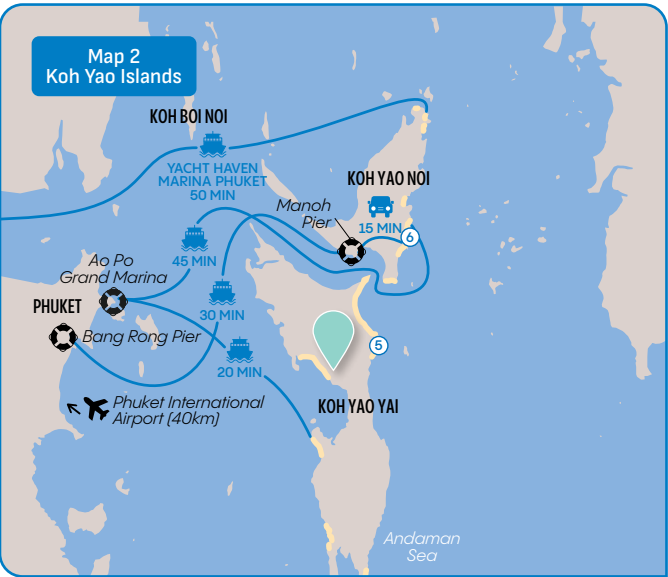 Map 2
Koh Yao Islands
KOH BOI NOI
YACHT HAVEN
MARINA PHUKET
50 MIN
KOH YAO NOI
Manoh
Pier
15 MIN
6
45 MIN
Ao Po
Grand Marina
PHUKET
30 MIN
Bang Rong Pier
5
20 MIN
Phuket International
Airport (40km)
KOH YAO YAI
Andaman
Sea